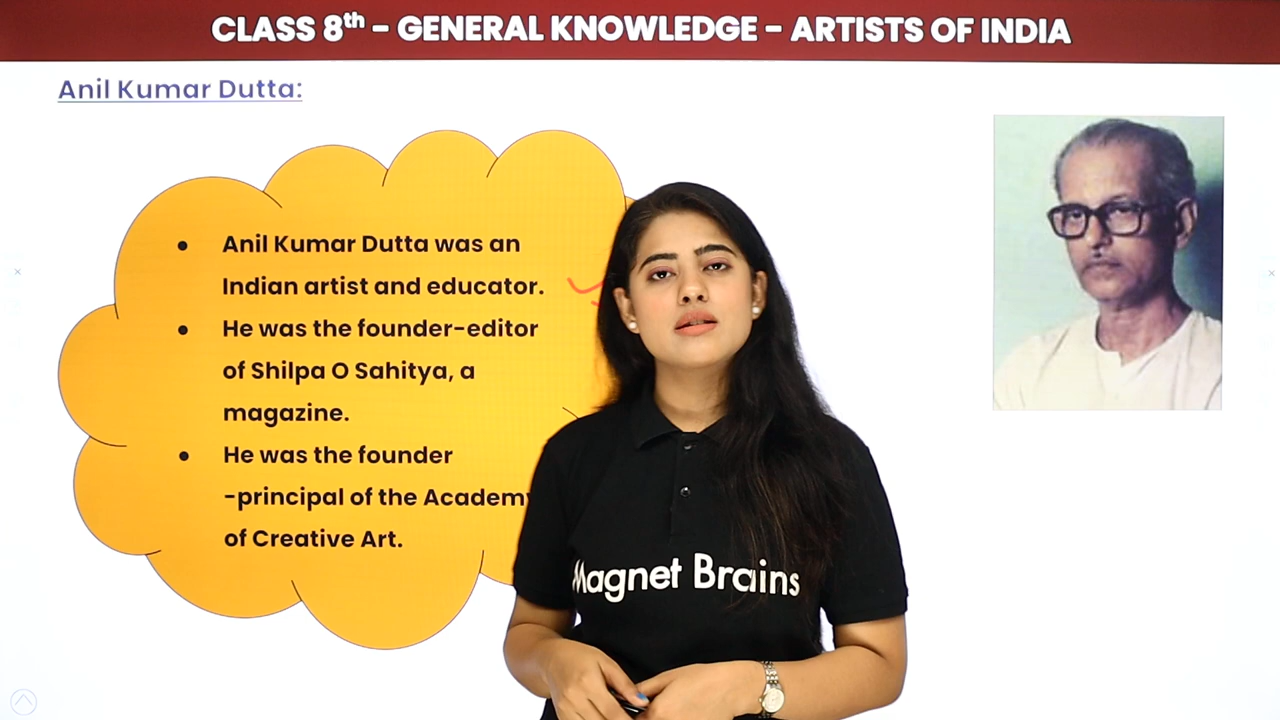 CLASS 8th - GENERAL KNOWLEDGE - ARTISTS OF INDIA
Anil Kumar Dutta:
• Anil Kumar Dutta was an
Indian artist and educator.
• He was the founder-editor
of Shilpa O Sahitya, a
magazine.
• He was the founder
-principal of the Academy
of Creative Art.
Magnet Brains